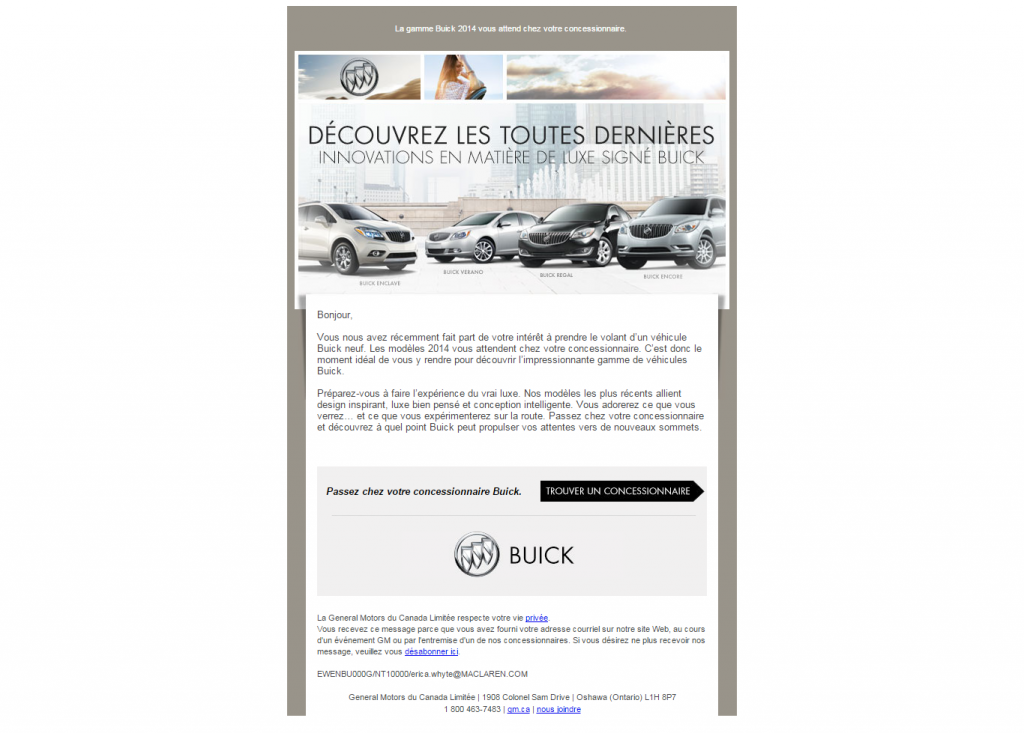 La gamme Buick 2014 vous attend chez votre concessionnaire.
DÉCOUVREZ LES TOUTES DERNIÈRES
INNOVATIONS EN MATIÈRE DE LUXE SIGNÉ BUICK
BUICK ENCLAVE
BUICK VERANO
BUICK REGAL
BUICK ENCORE
Bonjour,
Vous nous avez récemment fait part de votre intérêt à prendre le volant d'un véhicule
Buick neuf. Les modèles 2014 vous attendent chez votre concessionnaire. C'est donc le
moment idéal de vous y rendre pour découvrir l'impressionnante gamme de véhicules
Buick.
Préparez-vous à faire l'expérience du vrai luxe. Nos modèles les plus récents allient
design inspirant, luxe bien pensé et conception intelligente. Vous adorerez ce que vous
verrez... et ce que vous expérimenterez sur la route. Passez chez votre concessionnaire
et découvrez à quel point Buick peut propulser vos attentes vers de nouveaux sommets.
Passez chez votre concessionnaire Buick.
TROUVER UN CONCESSIONNAIRE
BUICK
La General Motors du Canada Limitée respecte votre vie privée.
Vous recevez ce message parce que vous avez fourni votre adresse courriel sur notre site Web, au cours
d'un événement GM ou par l'entremise d'un de nos concessionnaires. Si vous désirez ne plus recevoir nos
message, veuillez vous désabonner ici.
EWENBU000G/NT10000/erica.whyte@MACLAREN.COM
General Motors du Canada Limitée | 1908 Colonel Sam Drive | Oshawa (Ontario) L1H 8P7
1 800 463-7483 | gm.ca | nous joindre